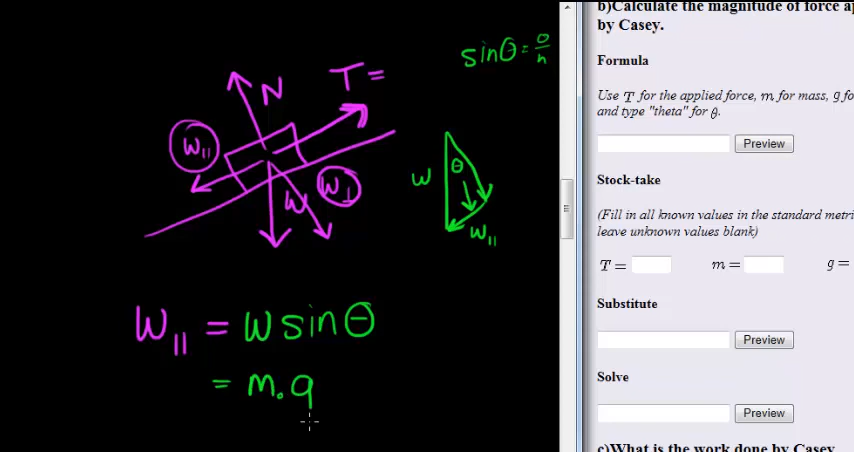 sinθ = o/h
T =
N
W∥
W
W⊥
θ
W
W∥
W∥ = W sin θ
= m.g
b)Calculate the magnitude of force ap
by Casey.
Formula
Use T for the applied force, m for mass, g fo
and type "theta" for θ.
Preview
Stock-take
(Fill in all known values in the standard metri
leave unknown values blank)
T = m = g =
Substitute
Preview
Solve
Preview
c)What is the work done by Casey